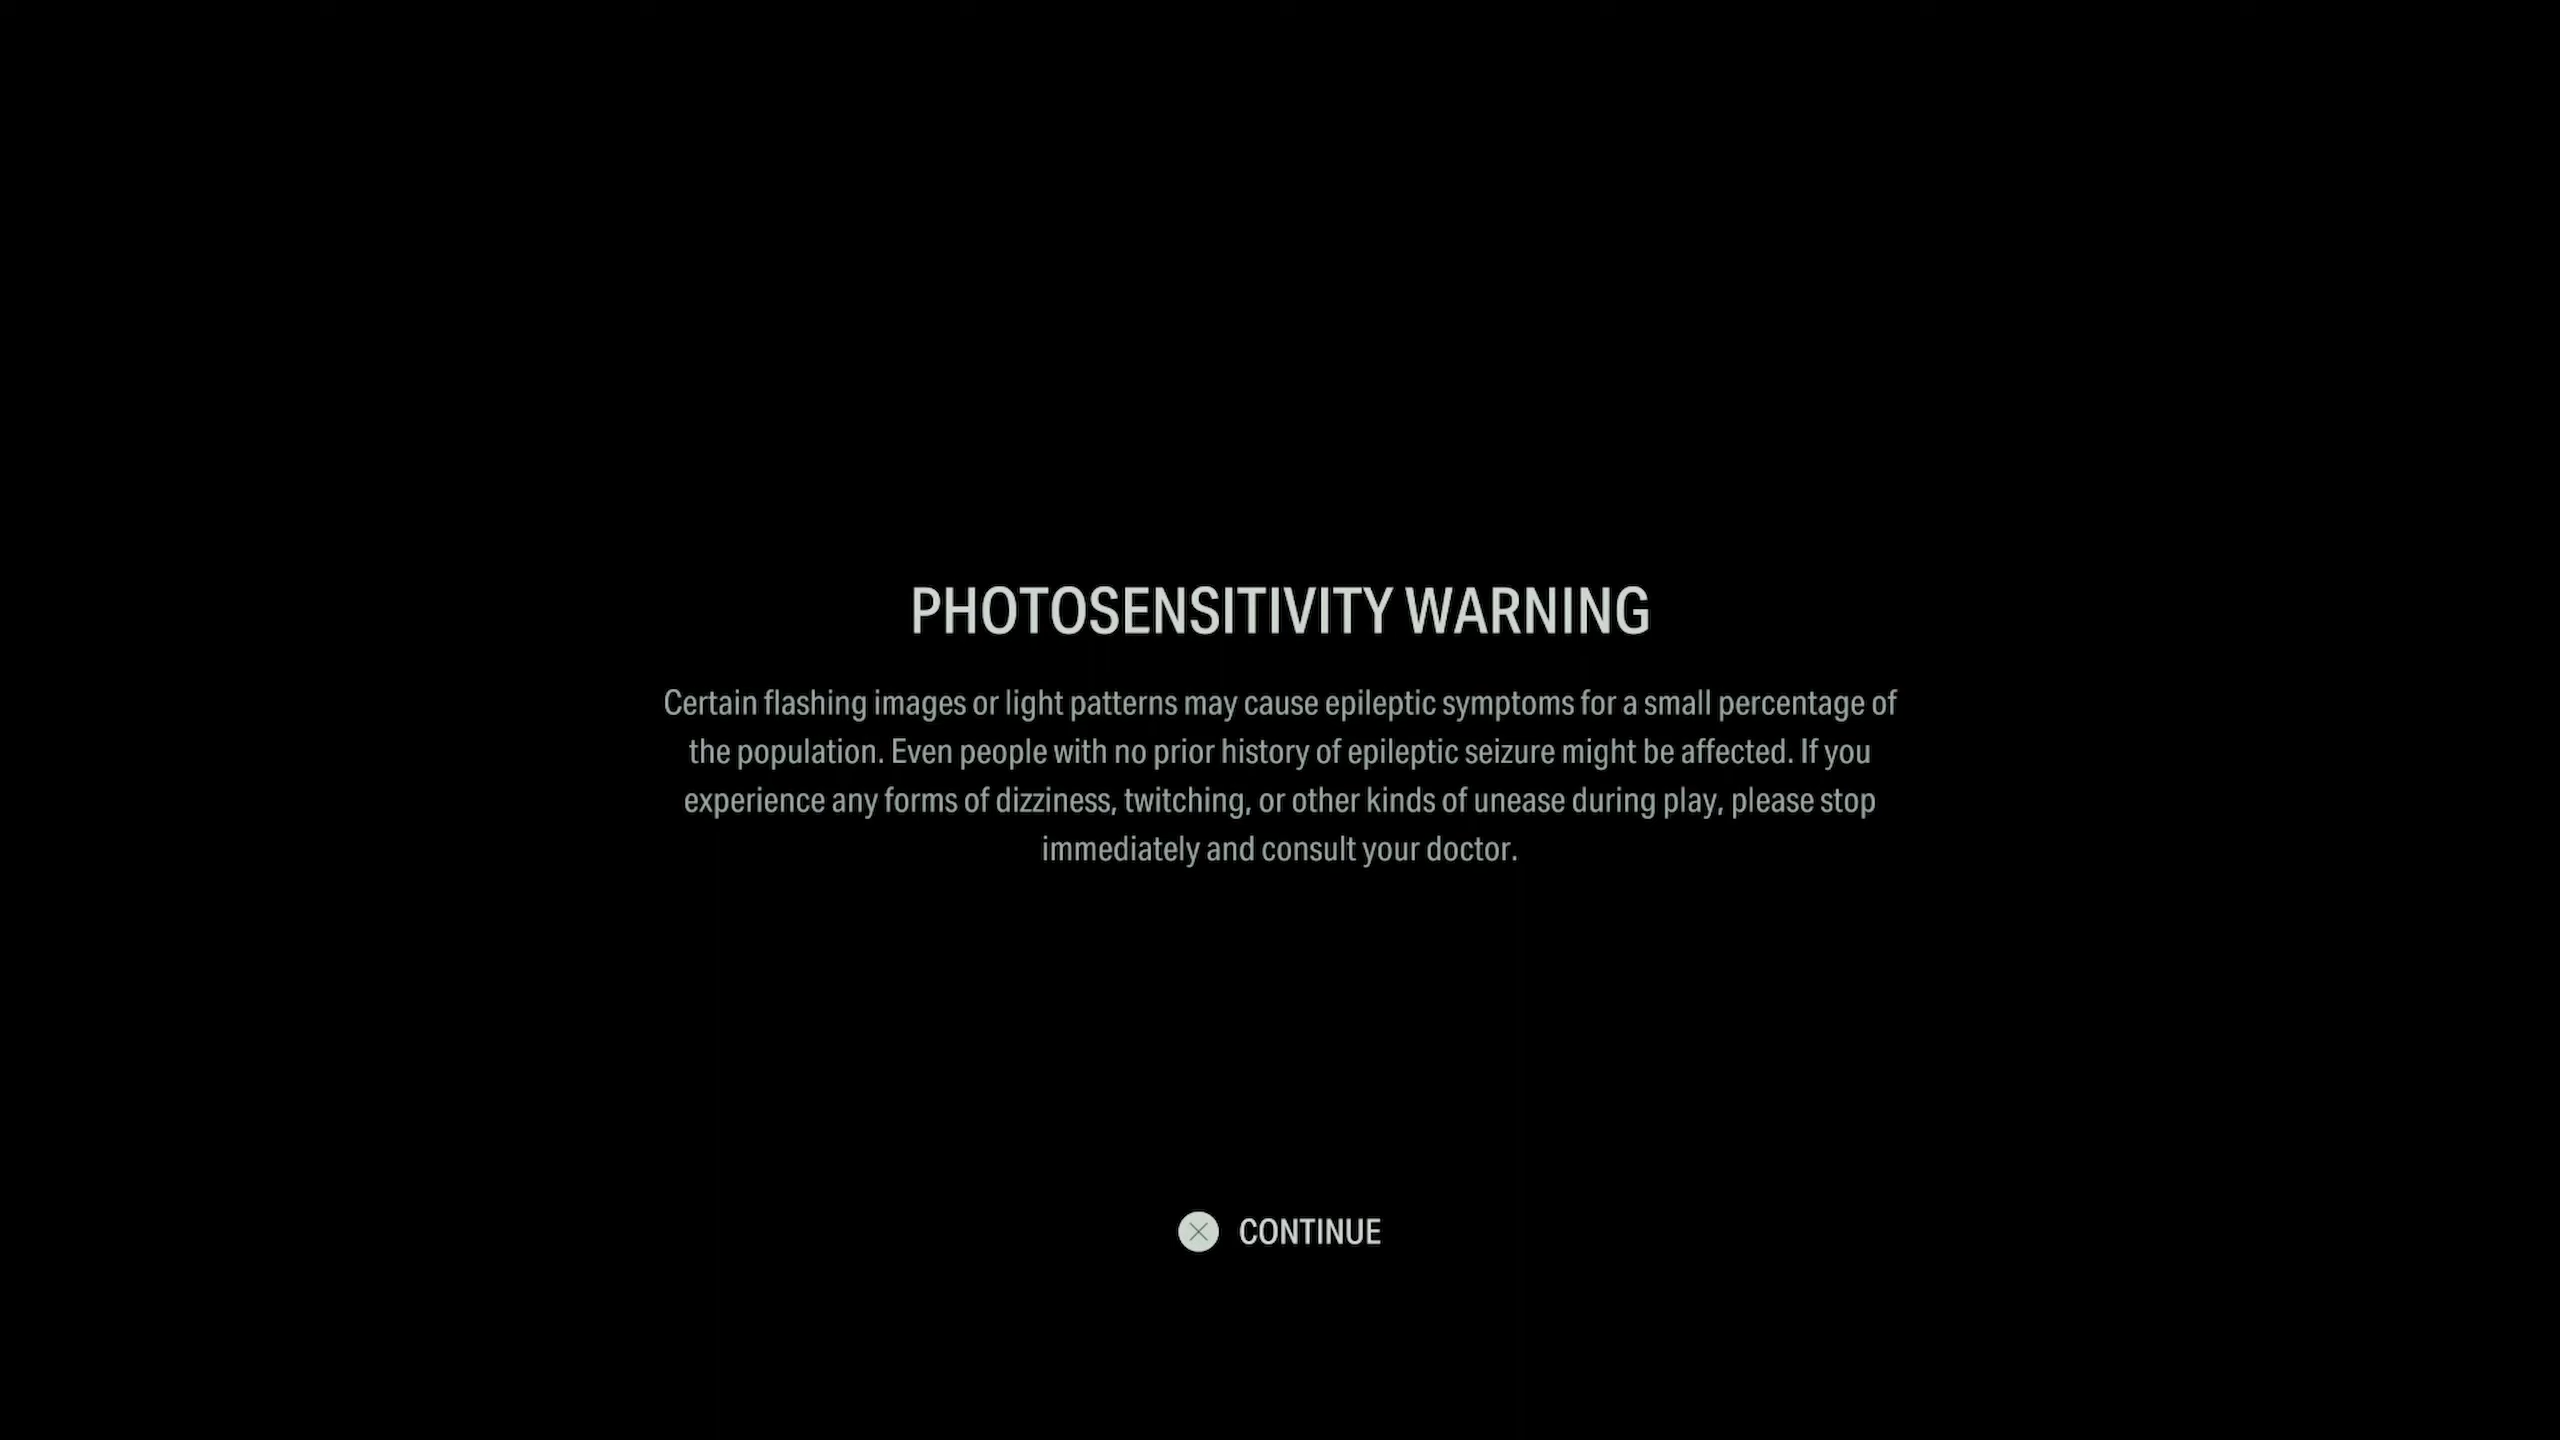 PHOTOSENSITIVITY WARNING
Certain flashing images or light patterns may cause epileptic symptoms for a small percentage of
the population. Even people with no prior history of epileptic seizure might be affected. If you
experience any forms of dizziness, twitching, or other kinds of unease during play, please stop
immediately and consult your doctor.
CONTINUE